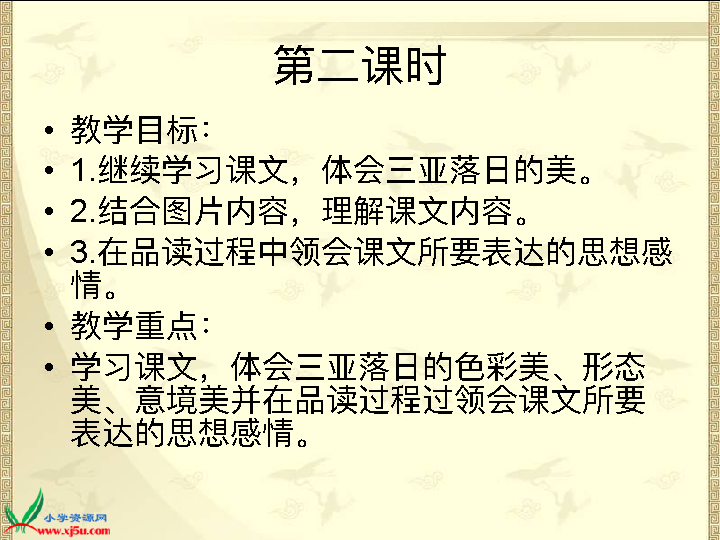 第二课时
• 教学目标：
• 1.继续学习课文，体会三亚落日的美。
• 2.结合图片内容，理解课文内容。
• 3.在品读过程中领会课文所要表达的思想感
情。
• 教学重点：
• 学习课文，体会三亚落日的色彩美、形态
美、意境美并在品读过程过领会课文所要
表达的思想感情。
小学资源网
www.xj5u.com